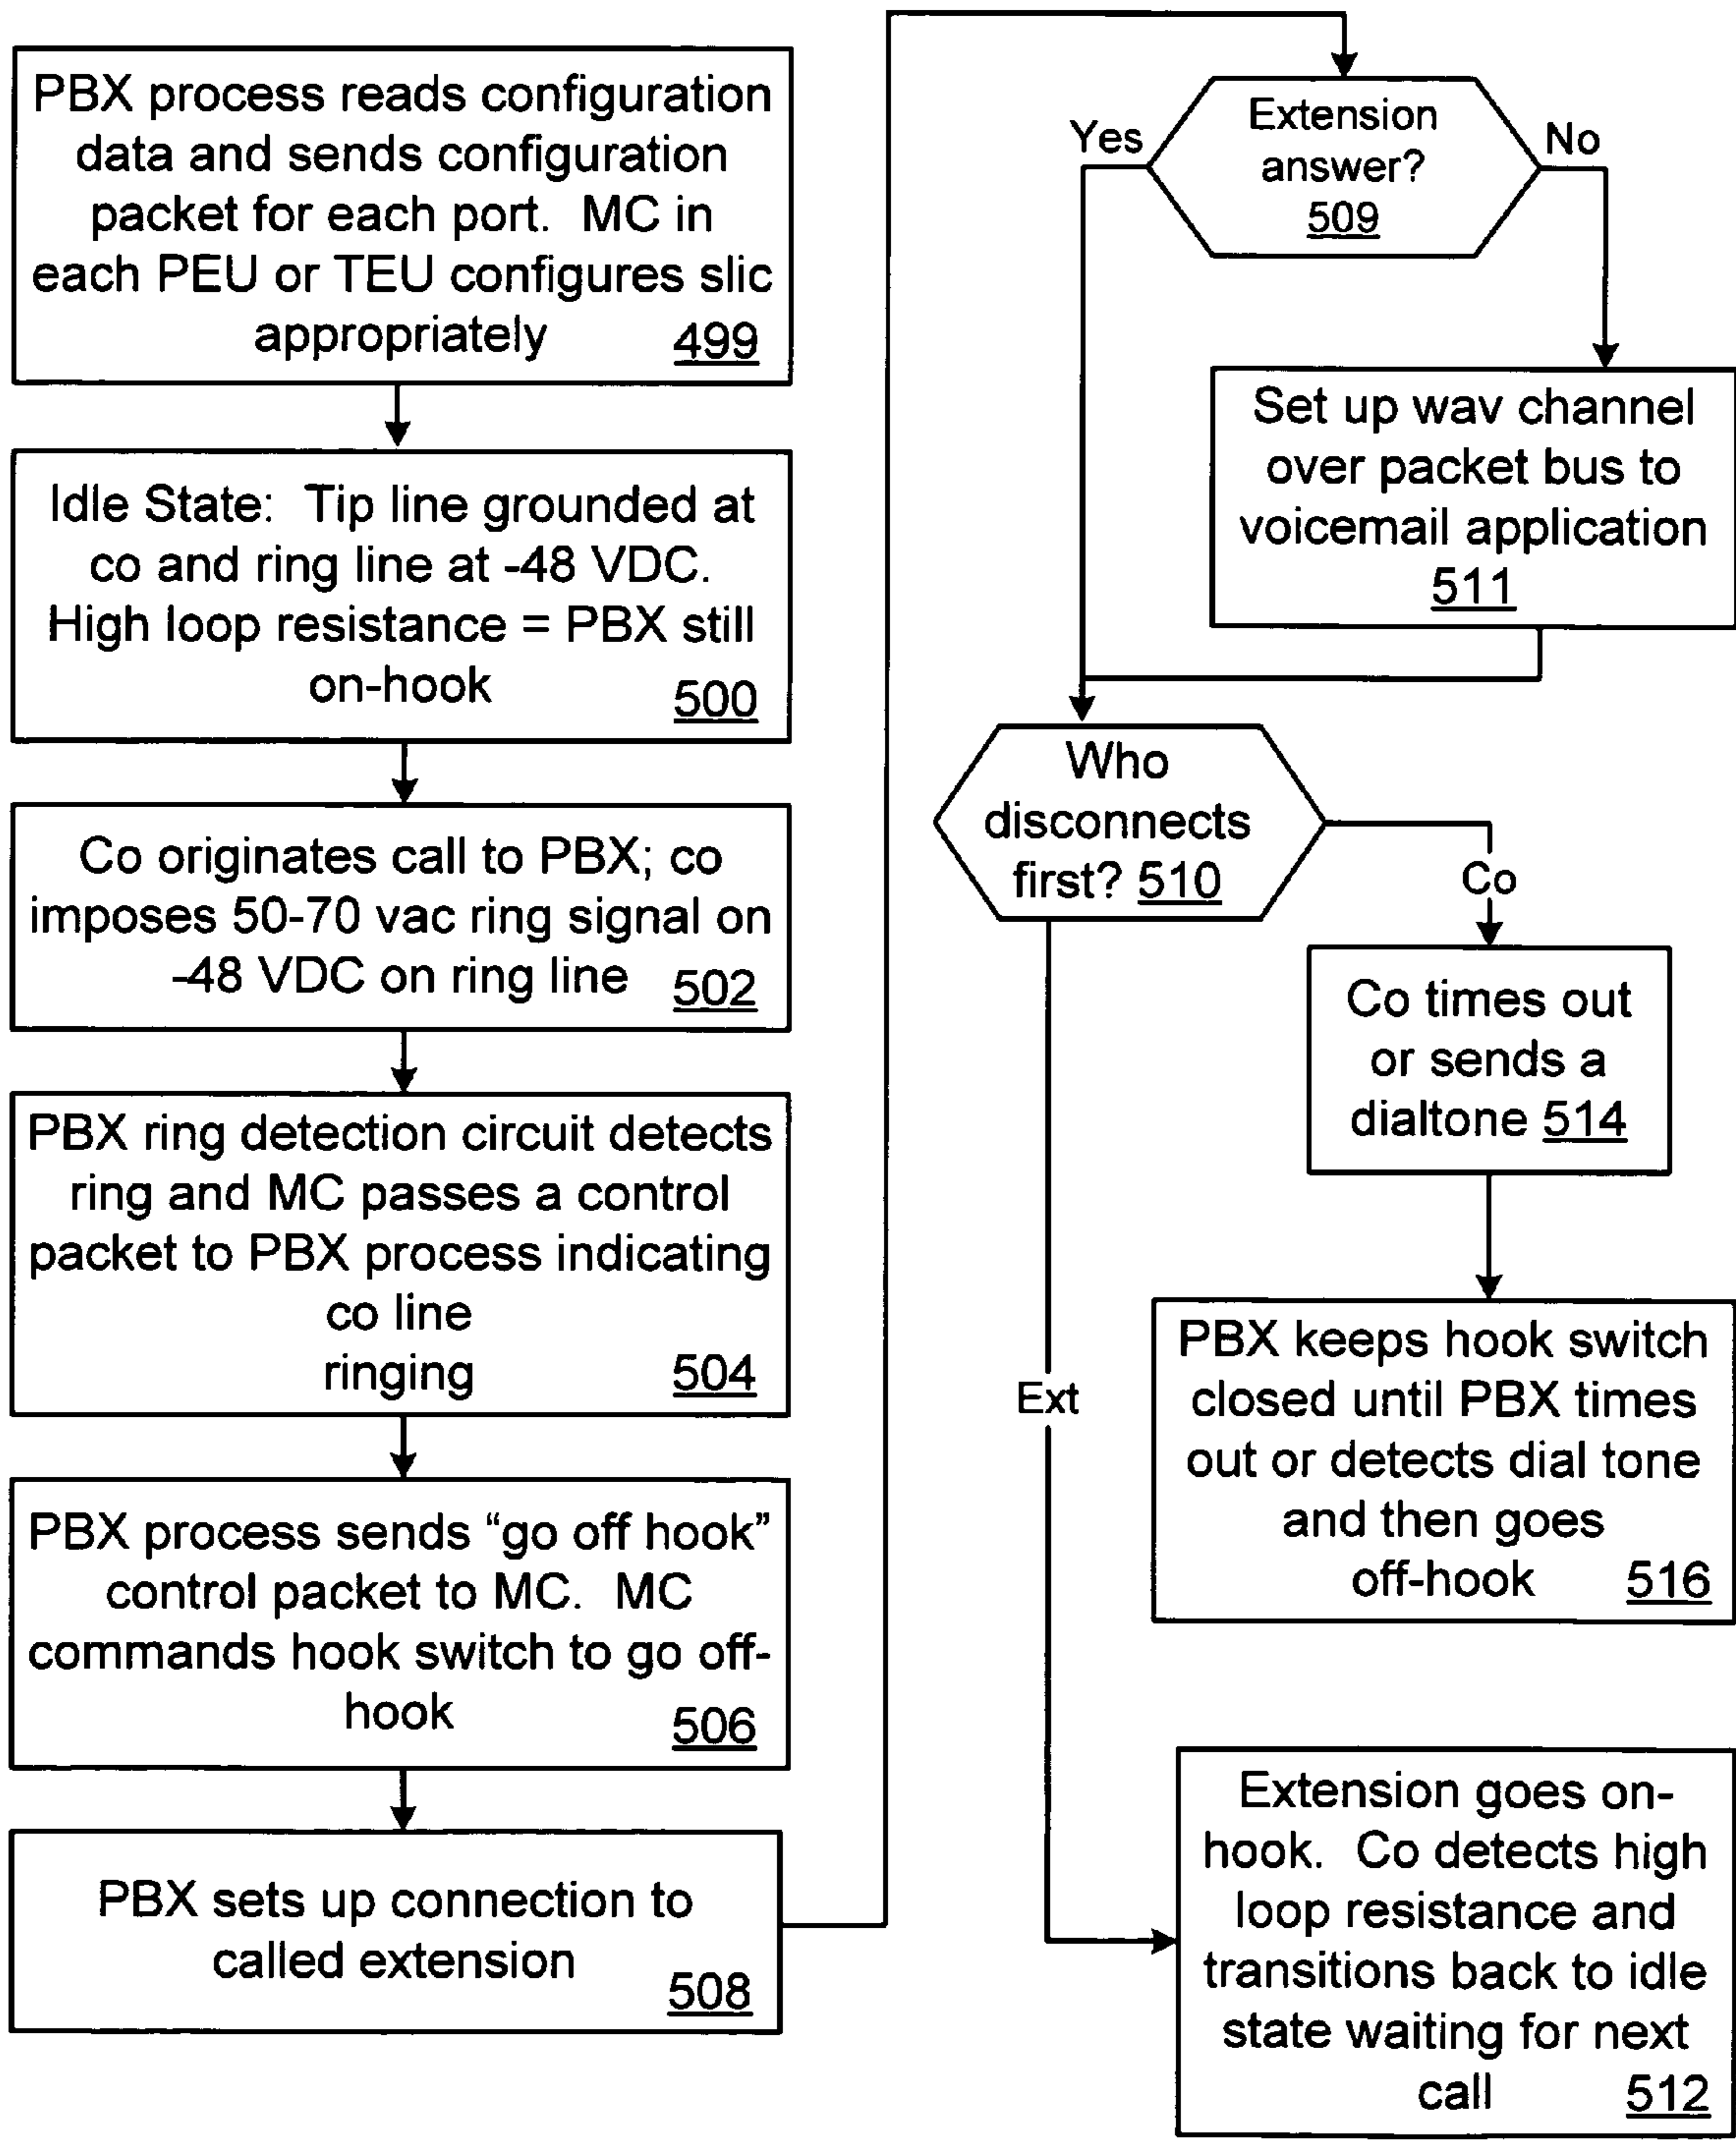 PBX process reads configuration
data and sends configuration
packet for each port.  MC in
each PEU or TEU configures slic
appropriately 499
Idle State:  Tip line grounded at
co and ring line at -48 VDC.
High loop resistance = PBX still
on-hook 500
Co originates call to PBX; co
imposes 50-70 vac ring signal on
-48 VDC on ring line 502
PBX ring detection circuit detects
ring and MC passes a control
packet to PBX process indicating
co line
ringing 504
PBX process sends “go off hook”
control packet to MC.  MC
commands hook switch to go off-
hook 506
PBX sets up connection to
called extension 508
Extension
answer?
509
Yes
No
Set up wav channel
over packet bus to
voicemail application
511
Who
disconnects
first? 510
Co
Co times out
or sends a
dialtone 514
PBX keeps hook switch
closed until PBX times
out or detects dial tone
and then goes
off-hook 516
Ext
Extension goes on-
hook.  Co detects high
loop resistance and
transitions back to idle
state waiting for next
call 512